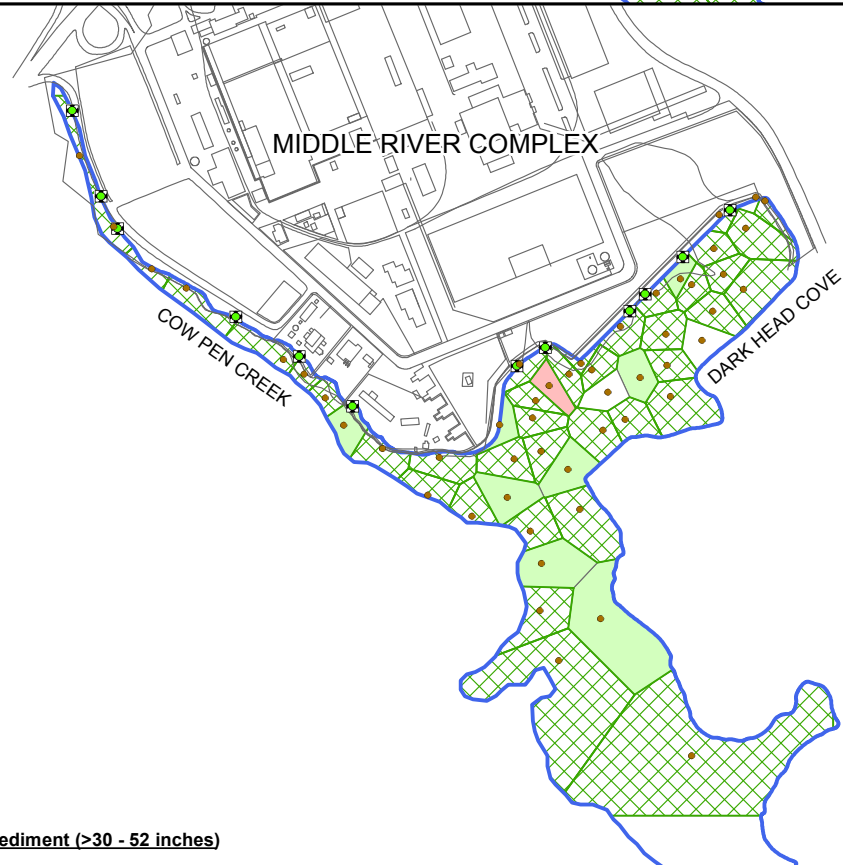 MIDDLE RIVER COMPLEX
COW PEN CREEK
DARK HEAD COVE
ediment (>30 - 52 inches)